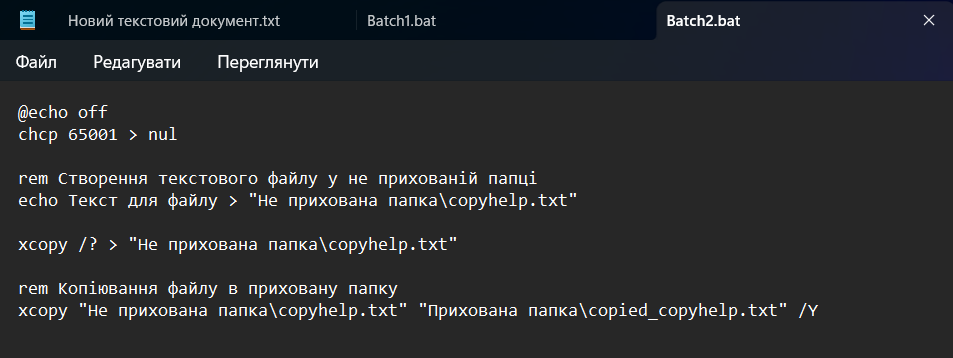 Новий текстовий документ.txt
Batch1.bat
Batch2.bat
Файл
Редагувати
Переглянути
@echo off
chcp 65001 > nul
rem Створення текстового файлу у не прихованій папці
echo Текст для файлу > "Не прихована папка\copyhelp.txt"
xcopy /? > "Не прихована папка\copyhelp.txt"
rem Копіювання файлу в приховану папку
xcopy "Не прихована папка\copyhelp.txt" "Прихована папка\copied_copyhelp.txt" /Y